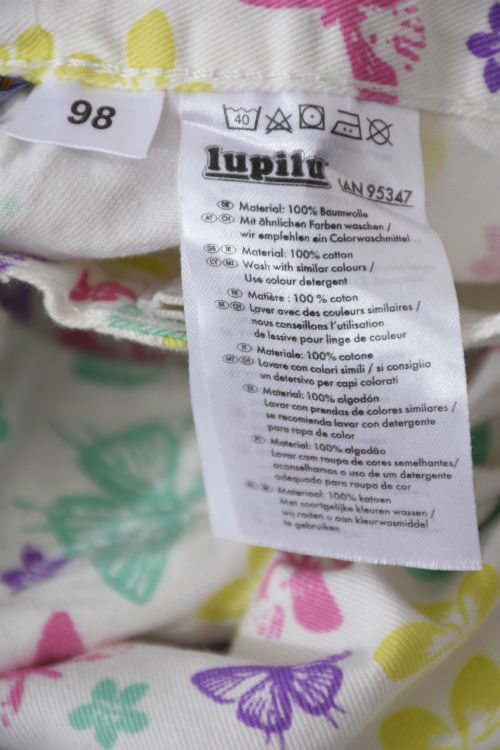 98
40
lupilu
IAN 95347
DE Material: 100% Baumwolle
AT CH Mit ähnlichen Farben waschen /
wir empfehlen ein Colorwaschmittel
GB IE Material: 100% cotton
CY MT Wash with similar colours /
Use colour detergent
FR Matière : 100 % coton
BE CH Laver avec des couleurs similaires /
nous conseillons l'utilisation
de lessive pour linge de couleur
IT Materiale: 100% cotone
MT CH Lavare con calori simili / si consiglia
un detersivo per capi colorati
ES Material: 100% algodón
Lavar con prendas de colores similares /
se recomienda lavar con detergente
para ropa de color
PT Material: 100% algodão
Lavar com roupa de cores semelhantes/
aconselhamos o uso de um detergente
adequado para roupa de cor
Materiaal: 100% katoen
Met soortgelijke kleuren wassen /
wij raden u aan kleurwasmiddel
te gebruiken